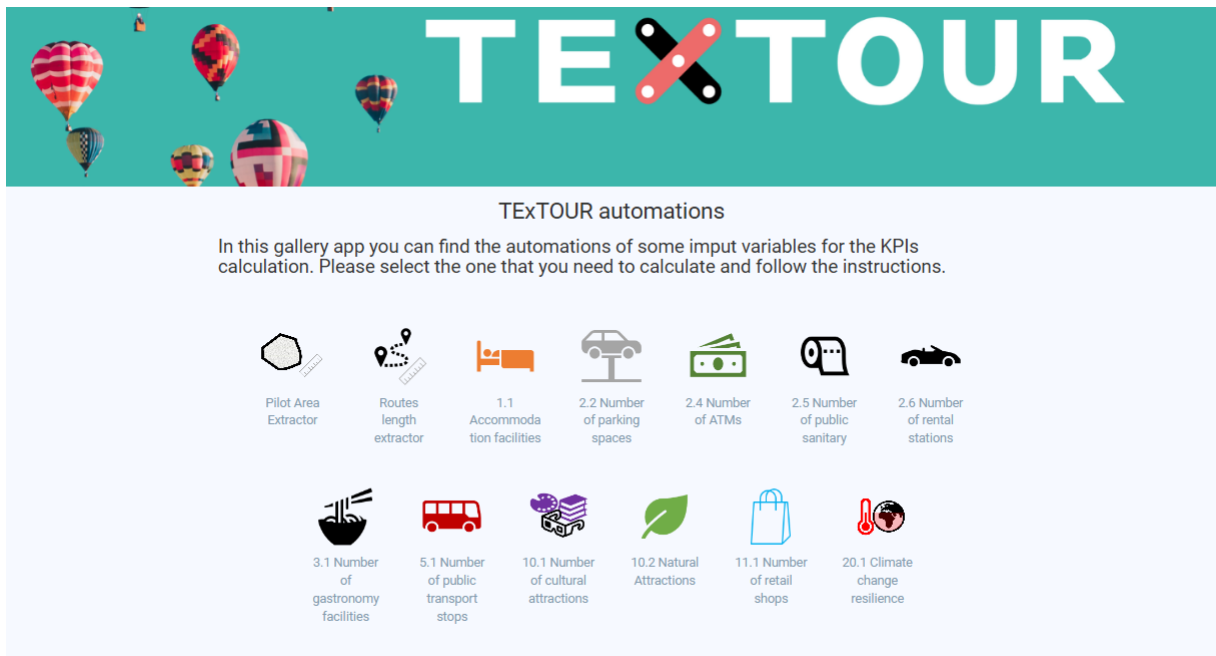 TEXTOUR
TExTOUR automations
In this gallery app you can find the automations of some imput variables for the KPIs
calculation. Please select the one that you need to calculate and follow the instructions.
Pilot Area
Extractor
Routes
length
extractor
1.1
Accommoda
tion facilities
2.2 Number
of parking
spaces
2.4 Number
of ATMs
2.5 Number
of public
sanitary
2.6 Number
of rental
stations
3.1 Number
of
gastronomy
facilities
5.1 Number
of public
transport
stops
10.1 Number
of cultural
attractions
10.2 Natural
Attractions
11.1 Number
of retail
shops
20.1 Climate
change
resilience